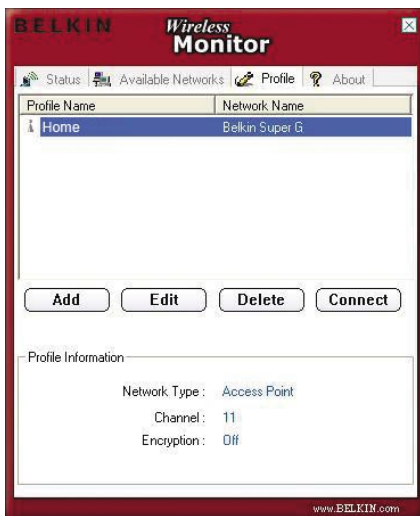 BELKIN Wireless Monitor
Status Available Networks Profile About
Profile Name Network Name
Home Belkin Super G
Add Edit Delete Connect
Profile Information
Network Type : Access Point
Channel : 11
Encryption : Off
www.BELKIN.com